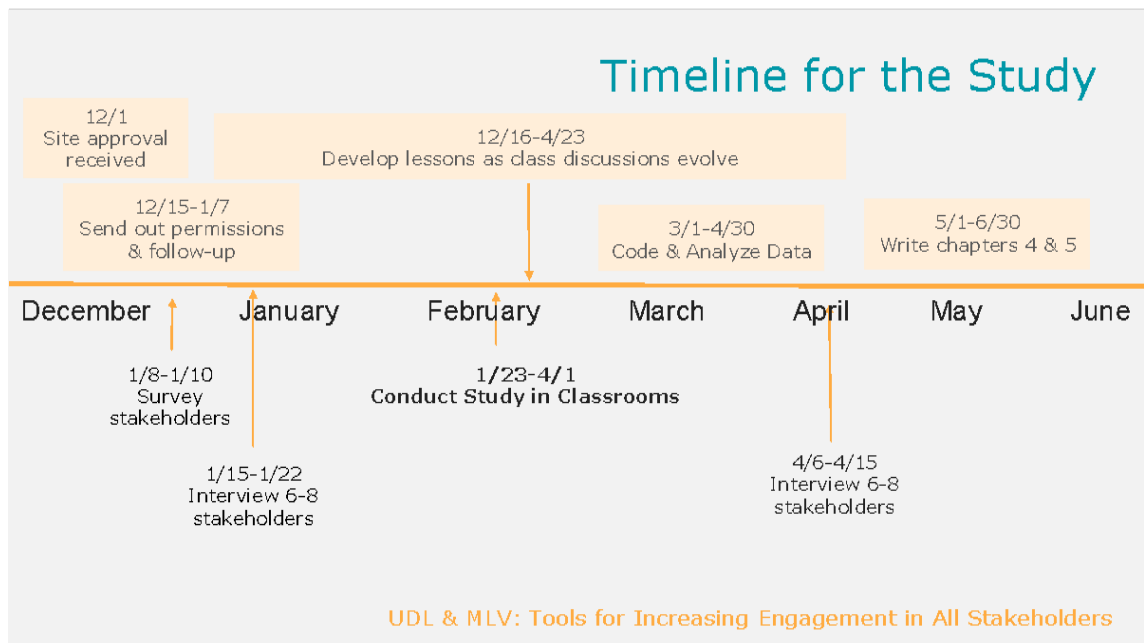 Timeline for the Study
12/1
Site approval
received
12/16-4/23
Develop lessons as class discussions evolve
12/15-1/7
Send out permissions
& follow-up
3/1-4/30
Code & Analyze Data
5/1-6/30
Write chapters 4 & 5
December January February March April May June
1/8-1/10
Survey
stakeholders
1/23-4/1
Conduct Study in Classrooms
1/15-1/22
Interview 6-8
stakeholders
4/6-4/15
Interview 6-8
stakeholders
UDL & MLV: Tools for Increasing Engagement in All Stakeholders